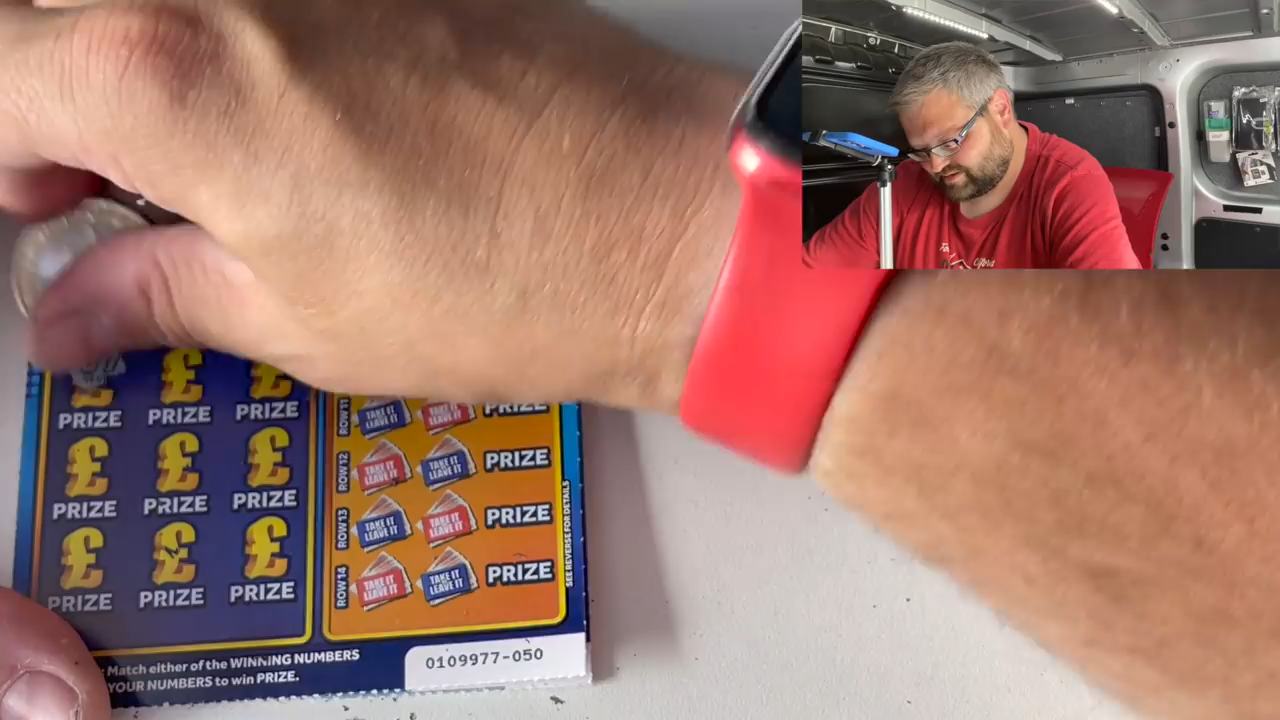 £ £ £
PRIZE PRIZE PRIZE
£ £ £
PRIZE PRIZE PRIZE
£ £ £
PRIZE PRIZE PRIZE
ROW 11 TAKE IT LEAVE IT TAKE IT LEAVE IT PRIZE
ROW 12 TAKE IT LEAVE IT TAKE IT LEAVE IT PRIZE
ROW 13 TAKE IT LEAVE IT TAKE IT LEAVE IT PRIZE
ROW 14 TAKE IT LEAVE IT TAKE IT LEAVE IT PRIZE
SEE REVERSE FOR DETAILS
: Match either of the WINNING NUMBERS
YOUR NUMBERS to win PRIZE.
0109977-050